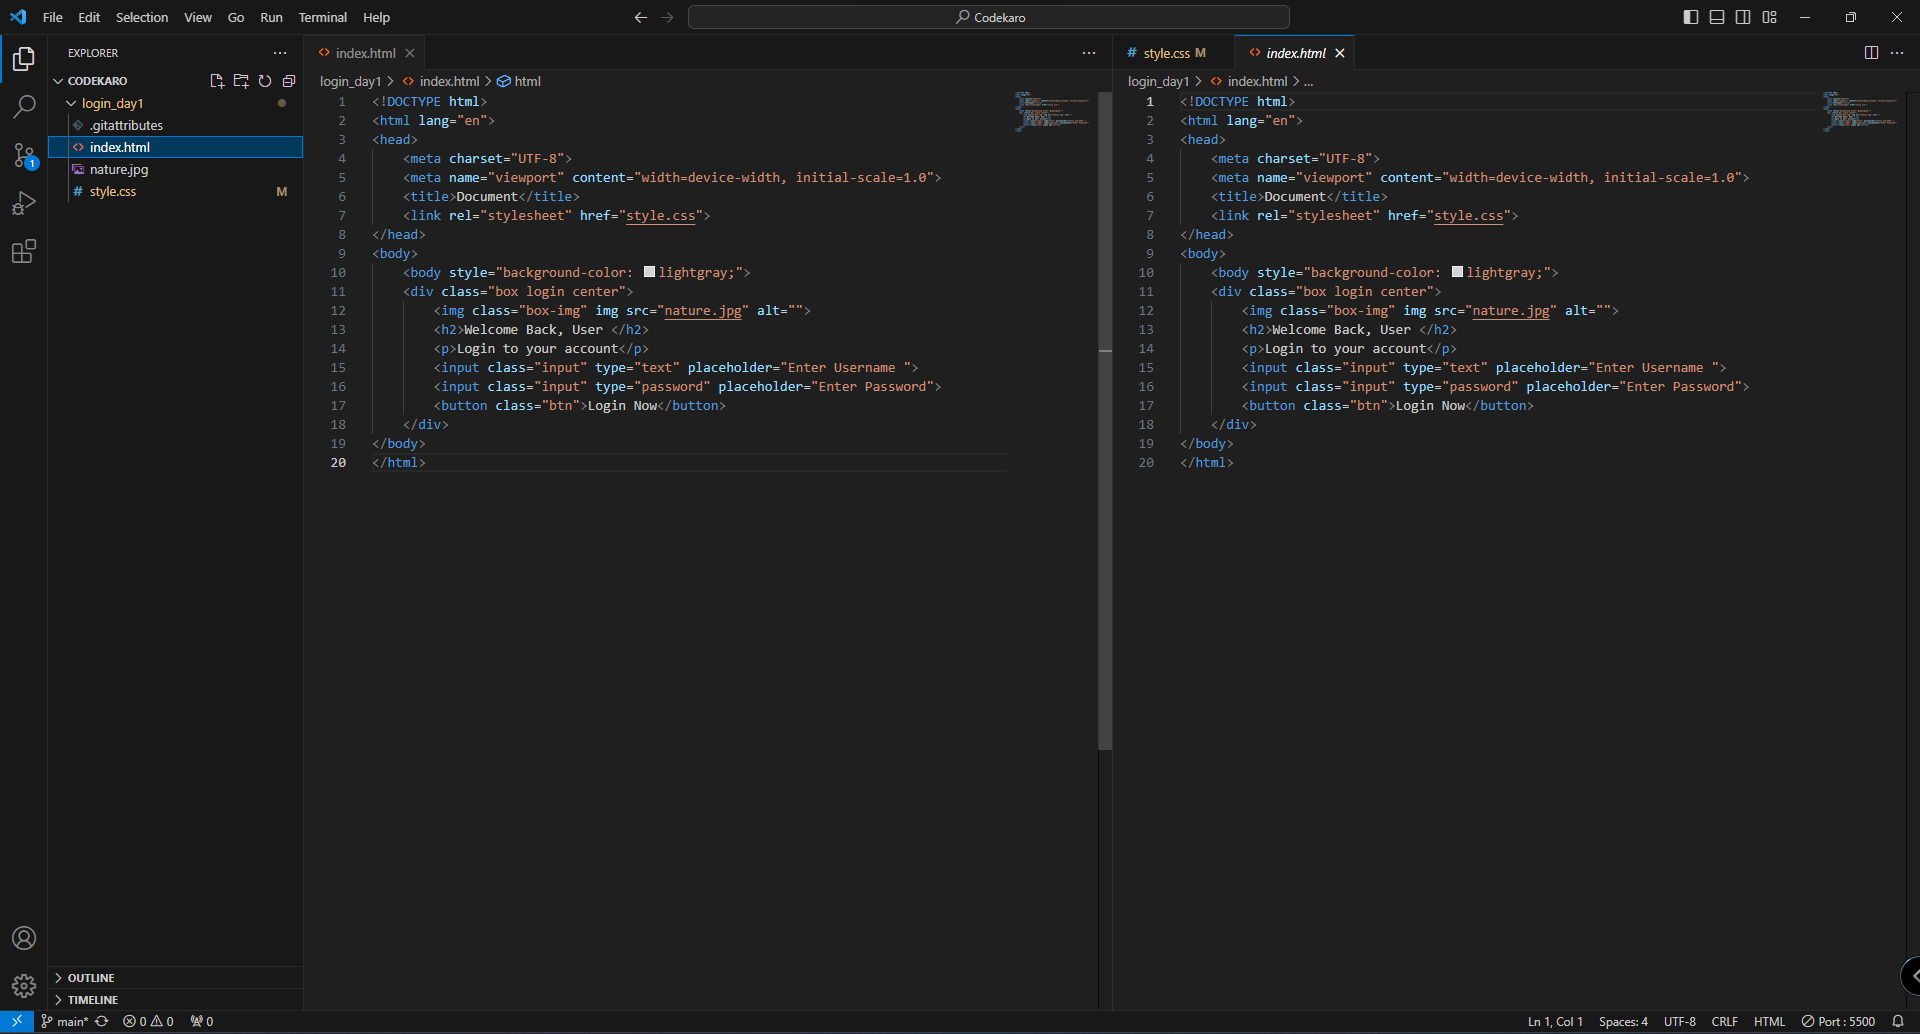 File Edit Selection View Go Run Terminal Help
Codekaro
EXPLORER
CODEKARO
login_day1
.gitattributes
index.html
nature.jpg
style.css M
OUTLINE
TIMELINE
index.html
login_day1 > index.html > html
1 <!DOCTYPE html>
2 <html lang="en">
3 <head>
4 <meta charset="UTF-8">
5 <meta name="viewport" content="width=device-width, initial-scale=1.0">
6 <title>Document</title>
7 <link rel="stylesheet" href="style.css">
8 </head>
9 <body>
10 <body style="background-color: lightgray;">
11 <div class="box login center">
12 <img class="box-img" img src="nature.jpg" alt="">
13 <h2>Welcome Back, User </h2>
14 <p>Login to your account</p>
15 <input class="input" type="text" placeholder="Enter Username ">
16 <input class="input" type="password" placeholder="Enter Password">
17 <button class="btn">Login Now</button>
18 </div>
19 </body>
20 </html>
style.css M index.html
login_day1 > index.html > ...
1 <!DOCTYPE html>
2 <html lang="en">
3 <head>
4 <meta charset="UTF-8">
5 <meta name="viewport" content="width=device-width, initial-scale=1.0">
6 <title>Document</title>
7 <link rel="stylesheet" href="style.css">
8 </head>
9 <body>
10 <body style="background-color: lightgray;">
11 <div class="box login center">
12 <img class="box-img" img src="nature.jpg" alt="">
13 <h2>Welcome Back, User </h2>
14 <p>Login to your account</p>
15 <input class="input" type="text" placeholder="Enter Username ">
16 <input class="input" type="password" placeholder="Enter Password">
17 <button class="btn">Login Now</button>
18 </div>
19 </body>
20 </html>
1
main* 0 0 0
Ln 1, Col 1 Spaces: 4 UTF-8 CRLF HTML Port : 5500